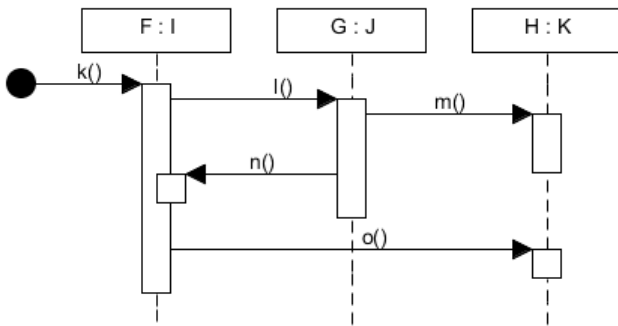 F : I
G : J
H : K
k()
l()
m()
n()
o()